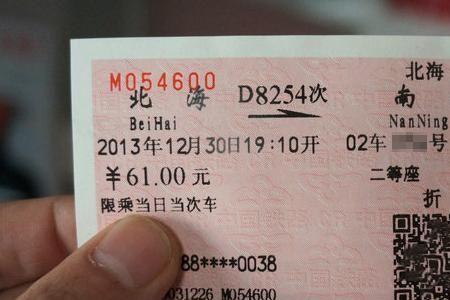 北海
M054600
北 海 D8254次 南
BeiHai NanNing
2013年12月30日19:10开 02车 号
¥61.00元 二等座
限乘当日当次车 折
88****0038
0031226 M054600